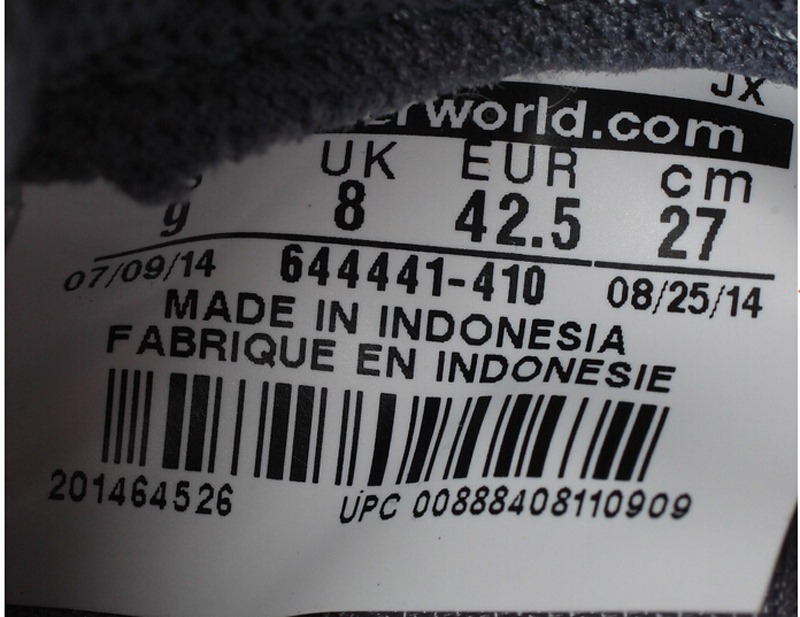 JX
world.com
UK EUR cm
9 8 42.5 27
07/09/14 644441-410 08/25/14
MADE IN INDONESIA
FABRIQUE EN INDONESIE
201464526 UPC 00888408110909